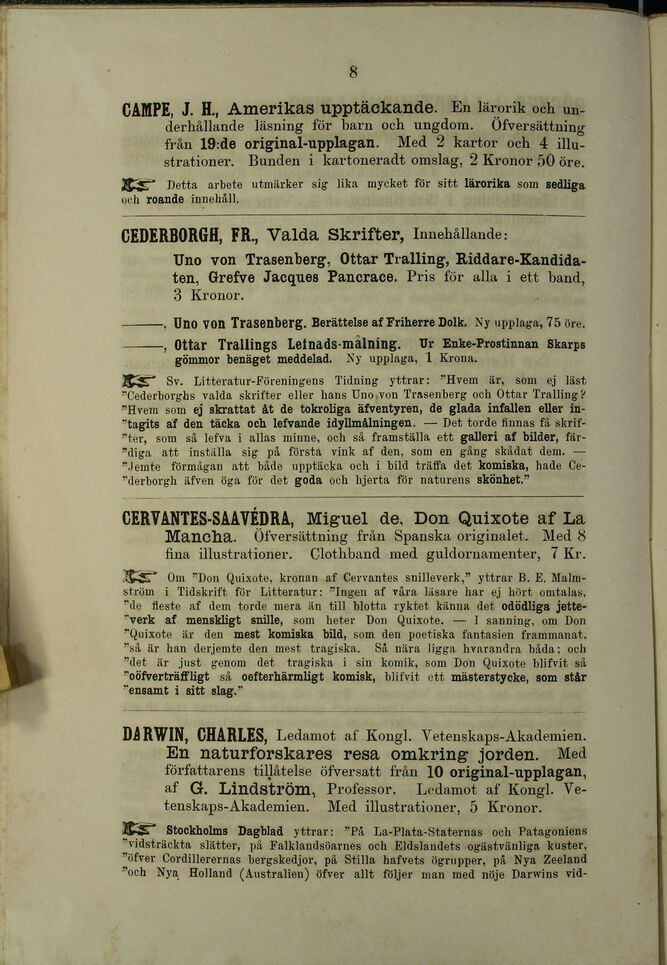 8
CAMPE, J. H., Amerikas upptäckande. En lärorik och un-
derhållande läsning för barn och ungdom. Öfversättning
från 19:de original-upplagan. Med 2 kartor och 4 illu-
strationer. Bunden i kartoneradt omslag, 2 Kronor 50 öre.
Detta arbete utmärker sig lika mycket för sitt lärorika som sedliga
och roande innehåll.
CEDERBORGH, FR., Valda Skrifter, Innehållande:
Uno von Trasenberg, Ottar Tralling, Riddare-Kandida-
ten, Grefve Jacques Pancrace. Pris för alla i ett band,
3 Kronor.
———, Uno von Trasenberg. Berättelse af Friherre Dolk. Ny upplaga, 75 öre.
———, Ottar Trallings Lefnads-målning. Ur Enke-Prostinnan Skarps
gömmor benäget meddelad. Ny upplaga, 1 Krona.
Sv. Litteratur-Föreningens Tidning yttrar: ”Hvem är, som ej läst
”Cederborghs valda skrifter eller hans Uno von Trasenberg och Ottar Tralling?
”Hvem som ej skrattat åt de tokroliga äfventyren, de glada infallen eller in-
”tagits af den täcka och lefvande idyllmålningen. — Det torde finnas få skrif-
”ter, som så lefva i allas minne, och så framställa ett galleri af bilder, fär-
”diga att inställa sig på första vink af den, som en gång skådat dem. —
”Jemte förmågan att både upptäcka och i bild träffa det komiska, hade Ce-
”derborgh äfven öga för det goda och hjerta för naturens skönhet.”
CERVANTES-SAAVÉDRA, Miguel de, Don Quixote af La
Mancha. Öfversättning från Spanska originalet. Med 8
fina illustrationer. Clothband med guldornamenter, 7 Kr.
Om ”Don Quixote, kronan af Cervantes snilleverk,” yttrar B. E. Malm-
ström i Tidskrift för Litteratur: ”Ingen af våra läsare har ej hört omtalas,
”de fleste af dem torde mera än till blotta ryktet känna det odödliga jette-
”verk af menskligt snille, som heter Don Quixote. — I sanning, om Don
”Quixote är den mest komiska bild, som den poetiska fantasien frammanat,
”så är han derjemte den mest tragiska. Så nära ligga hvarandra båda; och
”det är just genom det tragiska i sin komik, som Don Quixote blifvit så
”oöfverträffligt så oefterhärmligt komisk, blifvit ett mästerstycke, som står
”ensamt i sitt slag.”
DARWIN, CHARLES, Ledamot af Kongl. Vetenskaps-Akademien.
En naturforskares resa omkring jorden. Med
författarens tillåtelse öfversatt från 10 original-upplagan,
af G. Lindström, Professor. Ledamot af Kongl. Ve-
tenskaps-Akademien. Med illustrationer, 5 Kronor.
Stockholms Dagblad yttrar: ”På La-Plata-Staternas och Patagoniens
”vidsträckta slätter, på Falklandsöarnes och Eldslandets ogästvänliga kuster,
”öfver Cordillerernas bergskedjor, på Stilla hafvets ögrupper, på Nya Zeeland
”och Nya Holland (Australien) öfver allt följer man med nöje Darwins vid-